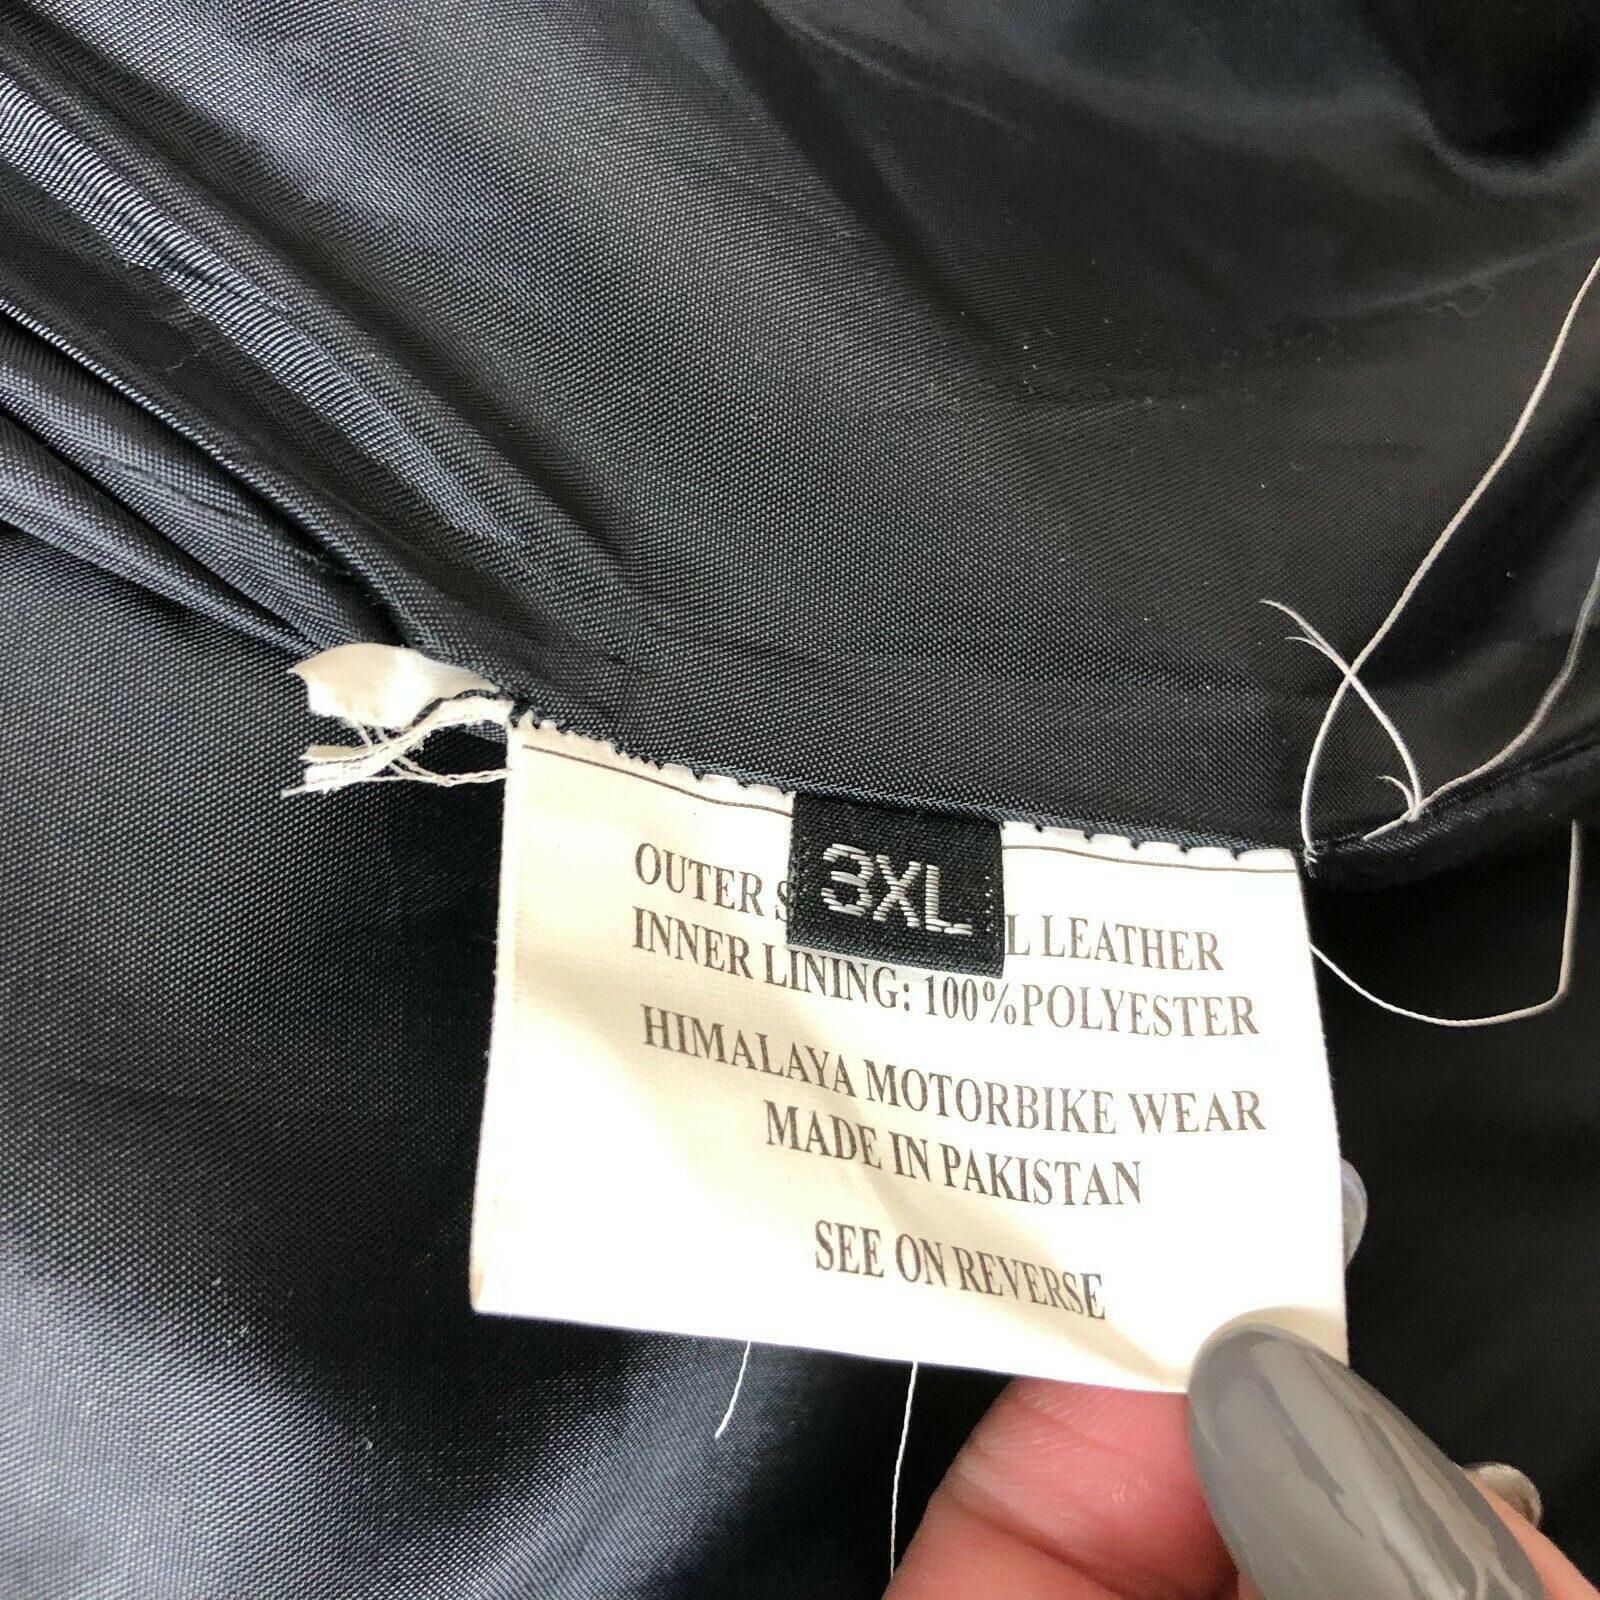 3XL
OUTER LEATHER
INNER LINING: 100%POLYESTER
HIMALAYA MOTORBIKE WEAR
MADE IN PAKISTAN
SEE ON REVERSE